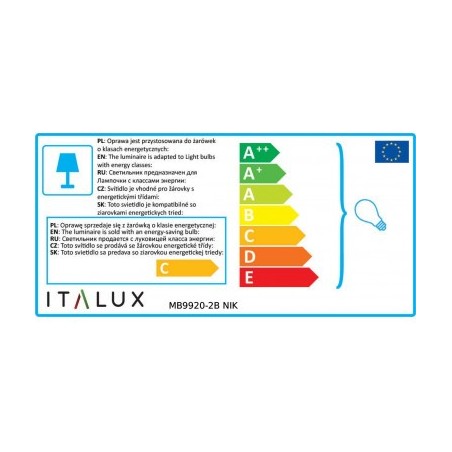 PL: Oprawa jest przystosowana do żarówek
o klasach energetycznych:
EN: The luminaire is adapted to Light bulbs
with energy classes:
RU: Светильник предназначен для
Лампочки с классами энергии:
CZ: Svítidlo je vhodné pro žárovky s
energetickými třídami:
SK: Toto svietidlo je kompatibilné so
ziarovkami energetických tried:
PL: Oprawę sprzedaje się z żarówką o klasie energetycznej:
EN: The luminaire is sold with an energy-saving bulb:
RU: Светильник продается с луковицей класса энергии:
CZ: Toto svítidlo se prodává se žárovkou energetické třídy:
SK: Toto svietidlo sa predava so ziarovkou energetickej triedy:
C
A++
A+
A
B
C
D
E
ITALUX
MB9920-2B NIK